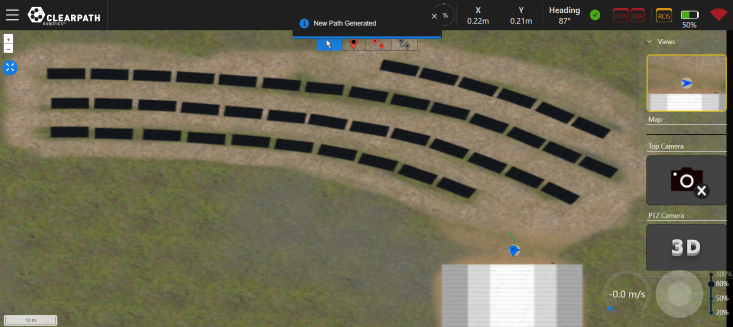 CLEARPATH
ROBOTICS
New Path Generated
×
%
X
0.22m
Y
0.21m
Heading
87°
POS
DIR
ROS
50%
+
-
Views
Map
Top Camera
PTZ Camera
3D
-0.0 m/s
100%
80%
50%
20%
10 m